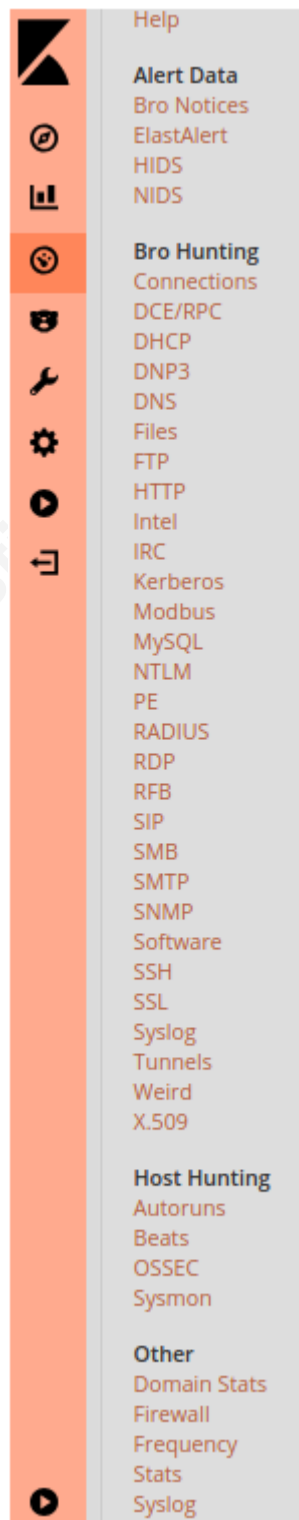 Help
Alert Data
Bro Notices
ElastAlert
HIDS
NIDS
Bro Hunting
Connections
DCE/RPC
DHCP
DNP3
DNS
Files
FTP
HTTP
Intel
IRC
Kerberos
Modbus
MySQL
NTLM
PE
RADIUS
RDP
RFB
SIP
SMB
SMTP
SNMP
Software
SSH
SSL
Syslog
Tunnels
Weird
X.509
Host Hunting
Autoruns
Beats
OSSEC
Sysmon
Other
Domain Stats
Firewall
Frequency
Stats
Syslog